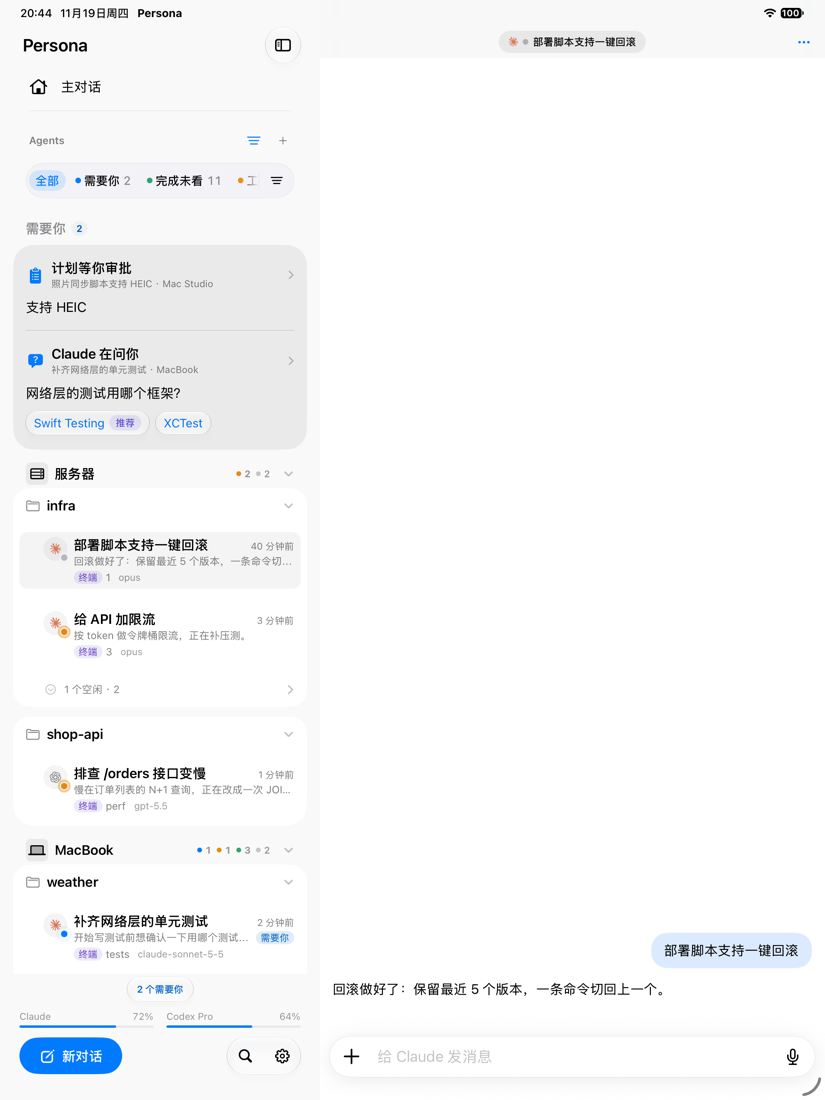 20:44 11月19日周四 Persona
100
Persona
主对话
Agents
全部 需要你 2 完成未看 11
需要你 2
计划等你审批
照片同步脚本支持 HEIC · Mac Studio
支持 HEIC
Claude 在问你
补齐网络层的单元测试 · MacBook
网络层的测试用哪个框架?
Swift Testing 推荐 XCTest
服务器 2 2
infra
部署脚本支持一键回滚 40 分钟前
回滚做好了：保留最近 5 个版本，一条命令切...
终端 1 opus
给 API 加限流 3 分钟前
按 token 做令牌桶限流，正在补压测。
终端 3 opus
1 个空闲 · 2
shop-api
排查 /orders 接口变慢 1 分钟前
慢在订单列表的 N+1 查询，正在改成一次 JOI...
终端 perf gpt-5.5
MacBook 1 1 3 2
weather
补齐网络层的单元测试 2 分钟前
开始写测试前想确认一下用哪个测试... 需要你
终端 tests claude-sonnet-5-5
2 个需要你
Claude 72% Codex Pro 64%
新对话
部署脚本支持一键回滚
部署脚本支持一键回滚
回滚做好了：保留最近 5 个版本，一条命令切回上一个。
给 Claude 发消息